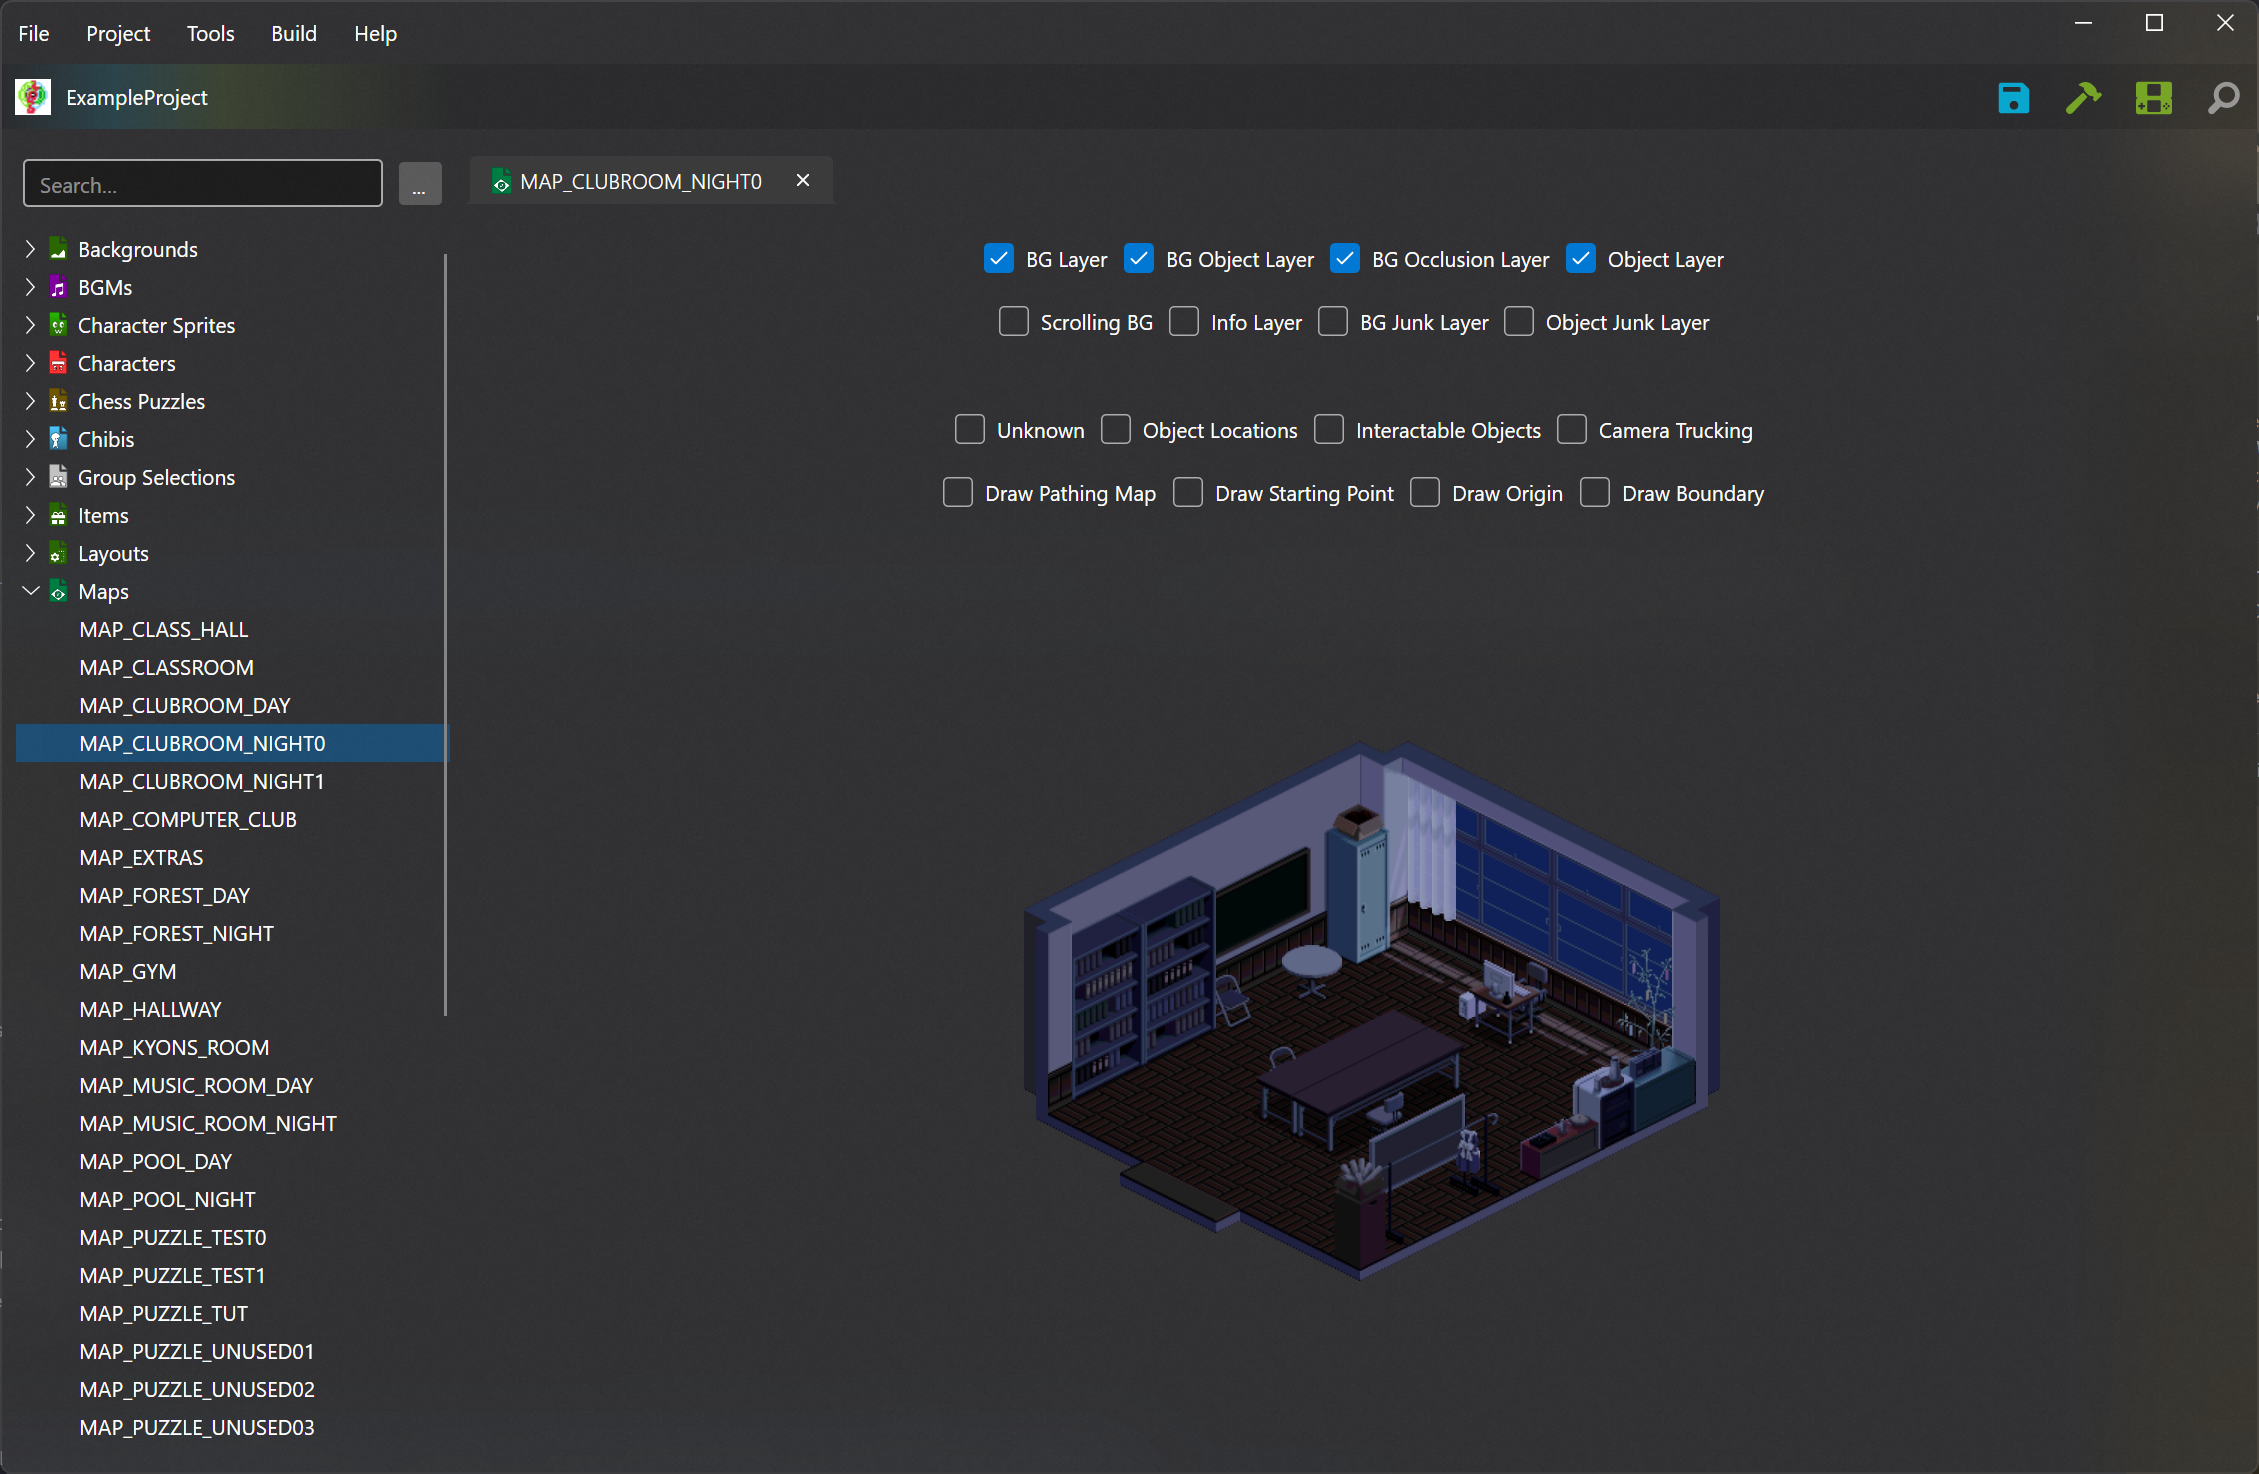 File Project Tools Build Help
ExampleProject
Search...
...
MAP_CLUBROOM_NIGHT0
Backgrounds
BGMs
Character Sprites
Characters
Chess Puzzles
Chibis
Group Selections
Items
Layouts
Maps
MAP_CLASS_HALL
MAP_CLASSROOM
MAP_CLUBROOM_DAY
MAP_CLUBROOM_NIGHT0
MAP_CLUBROOM_NIGHT1
MAP_COMPUTER_CLUB
MAP_EXTRAS
MAP_FOREST_DAY
MAP_FOREST_NIGHT
MAP_GYM
MAP_HALLWAY
MAP_KYONS_ROOM
MAP_MUSIC_ROOM_DAY
MAP_MUSIC_ROOM_NIGHT
MAP_POOL_DAY
MAP_POOL_NIGHT
MAP_PUZZLE_TEST0
MAP_PUZZLE_TEST1
MAP_PUZZLE_TUT
MAP_PUZZLE_UNUSED01
MAP_PUZZLE_UNUSED02
MAP_PUZZLE_UNUSED03
BG Layer BG Object Layer BG Occlusion Layer Object Layer
Scrolling BG Info Layer BG Junk Layer Object Junk Layer
Unknown Object Locations Interactable Objects Camera Trucking
Draw Pathing Map Draw Starting Point Draw Origin Draw Boundary